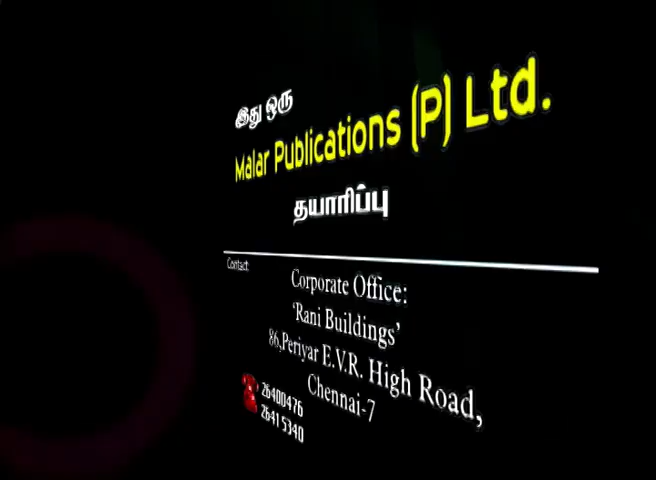 இது ஒரு
Malar Publications (P) Ltd.
தயாரிப்பு
Contact:
Corporate Office:
‘Rani Buildings’
86,Periyar E.V.R. High Road,
Chennai-7
26400476
26415340